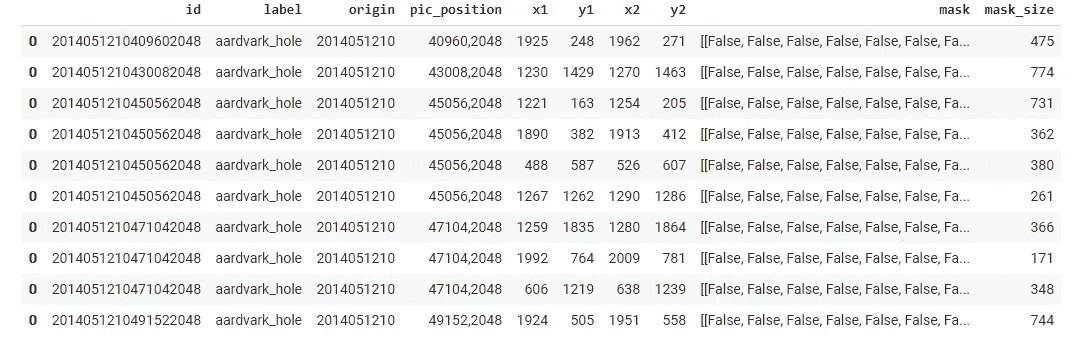 id label origin pic_position x1 y1 x2 y2 mask mask_size
0 2014051210409602048 aardvark_hole 2014051210 40960,2048 1925 248 1962 271 [[False, False, False, False, False, False, Fa... 475
0 2014051210430082048 aardvark_hole 2014051210 43008,2048 1230 1429 1270 1463 [[False, False, False, False, False, False, Fa... 774
0 2014051210450562048 aardvark_hole 2014051210 45056,2048 1221 163 1254 205 [[False, False, False, False, False, False, Fa... 731
0 2014051210450562048 aardvark_hole 2014051210 45056,2048 1890 382 1913 412 [[False, False, False, False, False, False, Fa... 362
0 2014051210450562048 aardvark_hole 2014051210 45056,2048 488 587 526 607 [[False, False, False, False, False, False, Fa... 380
0 2014051210450562048 aardvark_hole 2014051210 45056,2048 1267 1262 1290 1286 [[False, False, False, False, False, False, Fa... 261
0 2014051210471042048 aardvark_hole 2014051210 47104,2048 1259 1835 1280 1864 [[False, False, False, False, False, False, Fa... 366
0 2014051210471042048 aardvark_hole 2014051210 47104,2048 1992 764 2009 781 [[False, False, False, False, False, False, Fa... 171
0 2014051210471042048 aardvark_hole 2014051210 47104,2048 606 1219 638 1239 [[False, False, False, False, False, False, Fa... 348
0 2014051210491522048 aardvark_hole 2014051210 49152,2048 1924 505 1951 558 [[False, False, False, False, False, False, Fa... 744